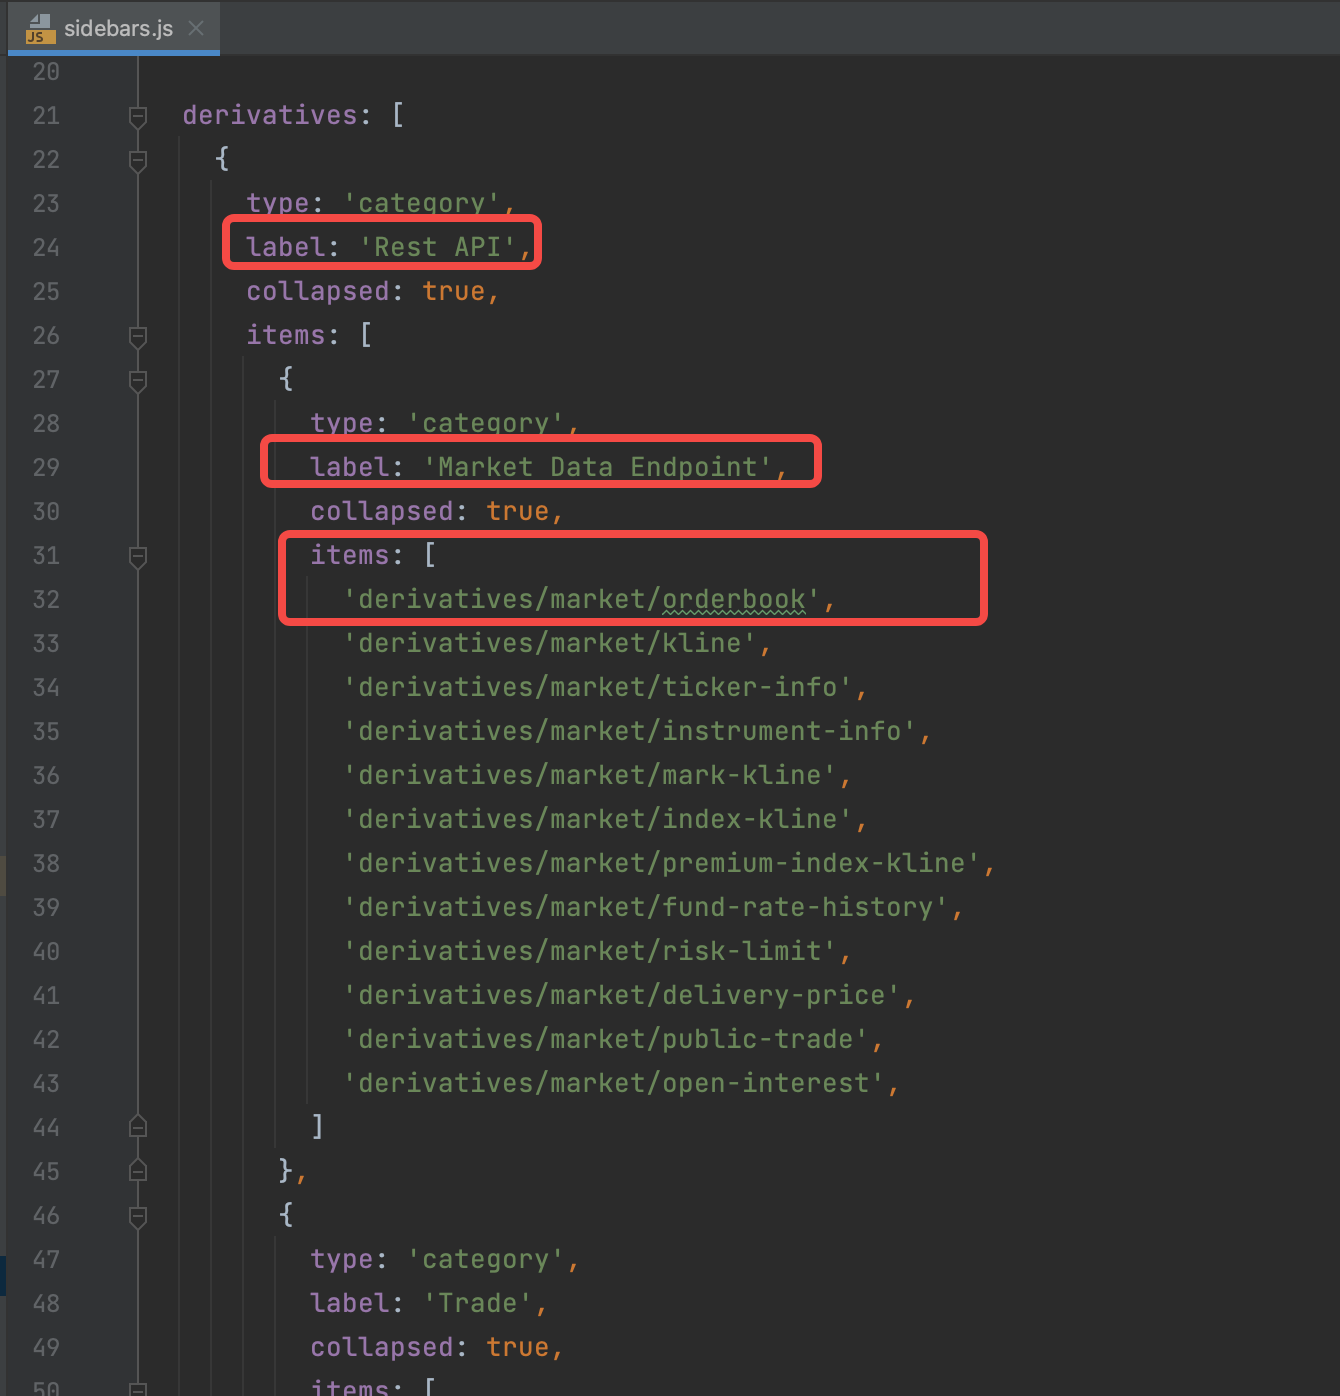 JS sidebars.js
20
21 derivatives: [
22 {
23 type: 'category',
24 label: 'Rest API',
25 collapsed: true,
26 items: [
27 {
28 type: 'category',
29 label: 'Market Data Endpoint',
30 collapsed: true,
31 items: [
32 'derivatives/market/orderbook',
33 'derivatives/market/kline',
34 'derivatives/market/ticker-info',
35 'derivatives/market/instrument-info',
36 'derivatives/market/mark-kline',
37 'derivatives/market/index-kline',
38 'derivatives/market/premium-index-kline',
39 'derivatives/market/fund-rate-history',
40 'derivatives/market/risk-limit',
41 'derivatives/market/delivery-price',
42 'derivatives/market/public-trade',
43 'derivatives/market/open-interest',
44 ]
45 },
46 {
47 type: 'category',
48 label: 'Trade',
49 collapsed: true,
50 items: [